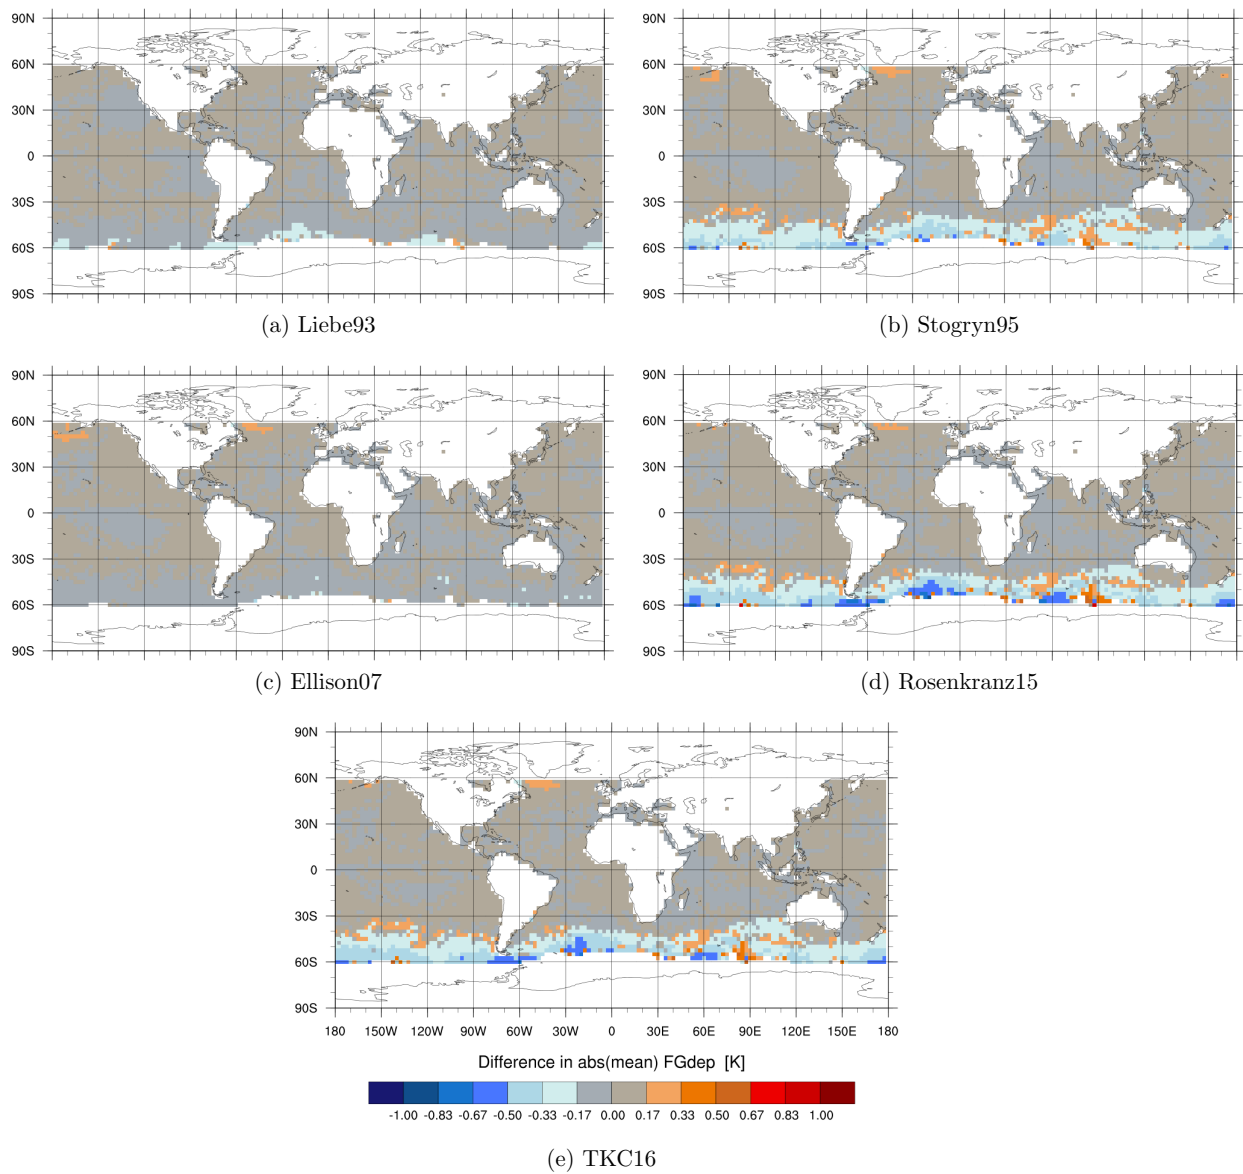 90N
60N
30N
0
30S
60S
90S
(a) Liebe93
90N
60N
30N
0
30S
60S
90S
(b) Stogryn95
90N
60N
30N
0
30S
60S
90S
(c) Ellison07
90N
60N
30N
0
30S
60S
90S
(d) Rosenkranz15
90N
60N
30N
0
30S
60S
90S
180 150W 120W 90W 60W 30W 0 30E 60E 90E 120E 150E 180
Difference in abs(mean) FGdep [K]
-1.00 -0.83 -0.67 -0.50 -0.33 -0.17 0.00 0.17 0.33 0.50 0.67 0.83 1.00
(e) TKC16